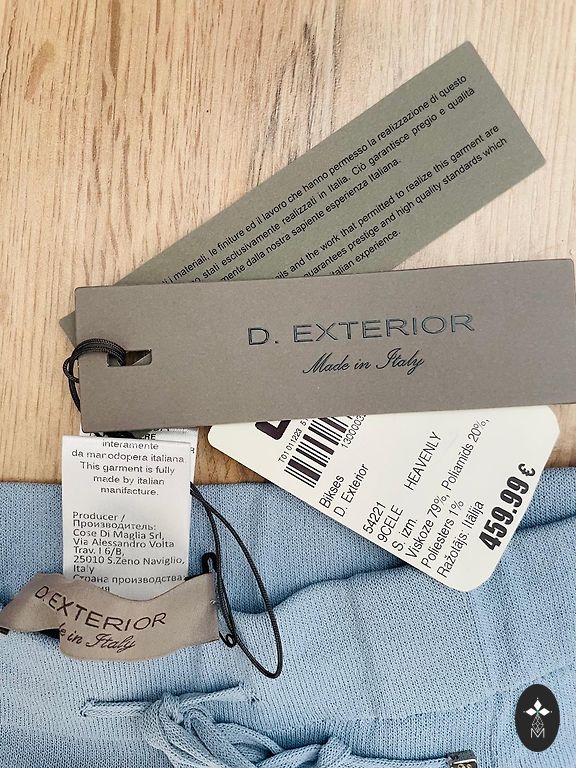 i materiali, le finiture ed il lavoro che hanno permesso la realizzazione di questo
stati esclusivamente realizzati in Italia. Ciò garantisce pregio e qualità
dalla nostra sapiente esperienza Italiana.
and the work that permitted to realize this garment are
guarantees prestige and high quality standards which
italian experience.
D. EXTERIOR
Made in Italy
interamente
da manodopera italiana.
This garment is fully
made by italian
manifacture.
Producer /
Производитель:
Cose Di Maglia Srl,
Via Alessandro Volta
Trav. I 6/B,
25010 S.Zeno Naviglio,
Italy
Страна производства
D. EXTERIOR
in Italy
T01011223
Bikses
D. Exterior
54221
9CELE HEAVENLY
S. izm.
Viskoze 79%, Poliamids 20%,
Poliesters 1%
Ražotājs: Itālija
459.99 €
M